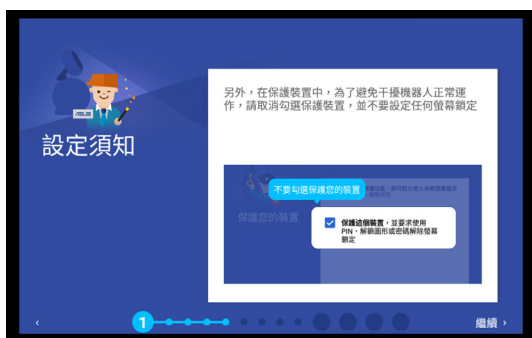 另外，在保護裝置中，為了避免干擾機器人正常運
作，請取消勾選保護裝置，並不要設定任何螢幕鎖定
/ISUS
設定須知
不要勾選保護您的裝置
保護您的裝置
保護這個裝置，並要求使用
PIN、解鎖圖形或密碼解除螢幕
鎖定
1
繼續